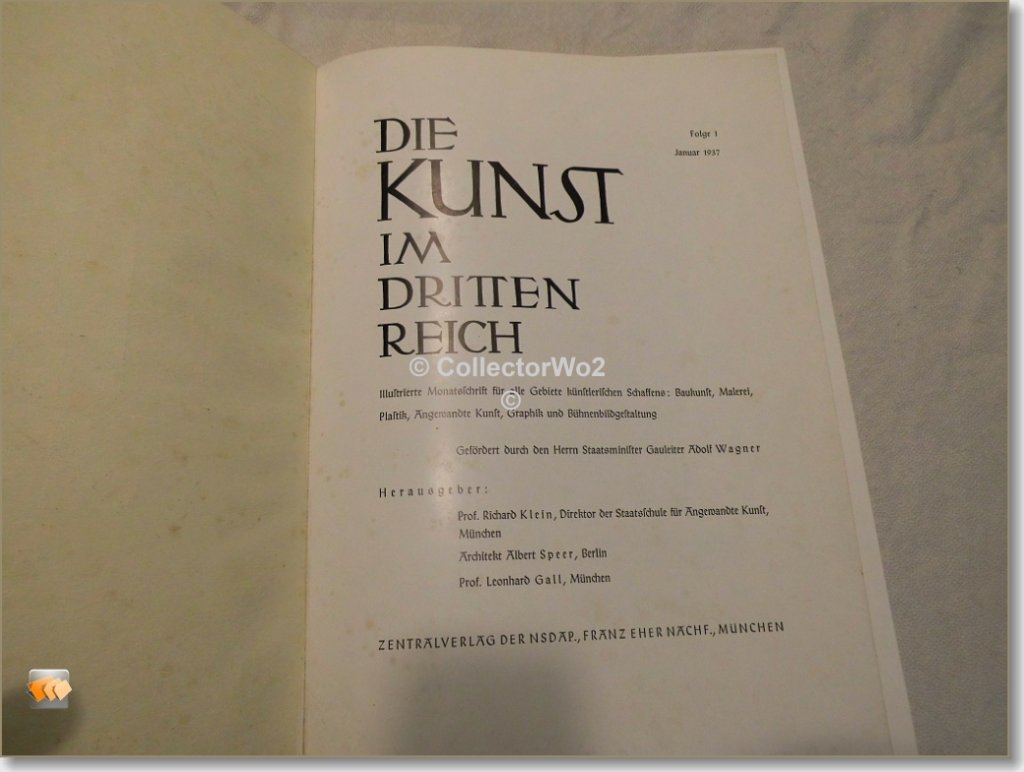 DIE
KUNST
IM
DRITTEN
REICH
Folge 1
Januar 1937
© CollectorWo2
©
Illuſtrierte Monatsſchrift für alle Gebiete künſtleriſchen Schaffens: Baukunſt, Malerei,
Plaſtik, Angewandte Kunſt, Graphik und Bühnenbildgeſtaltung
Gefördert durch den Herrn Staatsminiſter Gauleiter Adolf Wagner
Herausgeber:
Prof. Richard Klein, Direktor der Staatsſchule für Angewandte Kunſt,
München
Architekt Albert Speer, Berlin
Prof. Leonhard Gall, München
ZENTRALVERLAG DER NSDAP., FRANZ EHER NACHF., MÜNCHEN